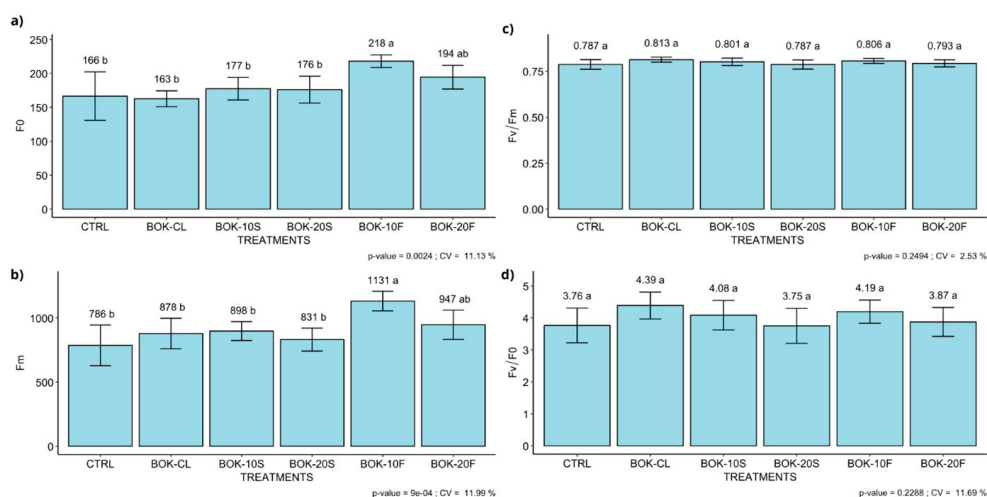 a)
166 b 163 b 177 b 176 b 218 a 194 ab
250
200
150
100
50
0
F0
CTRL BOK-CL BOK-10S BOK-20S BOK-10F BOK-20F
TREATMENTS
p-value = 0.0024 ; CV = 11.13 %
c)
0.787 a 0.813 a 0.801 a 0.787 a 0.806 a 0.793 a
0.75
0.50
0.25
0.00
Fv/Fm
CTRL BOK-CL BOK-10S BOK-20S BOK-10F BOK-20F
TREATMENTS
p-value = 0.2494 ; CV = 2.53 %
b)
786 b 878 b 898 b 831 b 1131 a 947 ab
1000
500
0
Fm
CTRL BOK-CL BOK-10S BOK-20S BOK-10F BOK-20F
TREATMENTS
p-value = 9e-04 ; CV = 11.99 %
d)
3.76 a 4.39 a 4.08 a 3.75 a 4.19 a 3.87 a
5
4
3
2
1
0
Fv/F0
CTRL BOK-CL BOK-10S BOK-20S BOK-10F BOK-20F
TREATMENTS
p-value = 0.2288 ; CV = 11.69 %